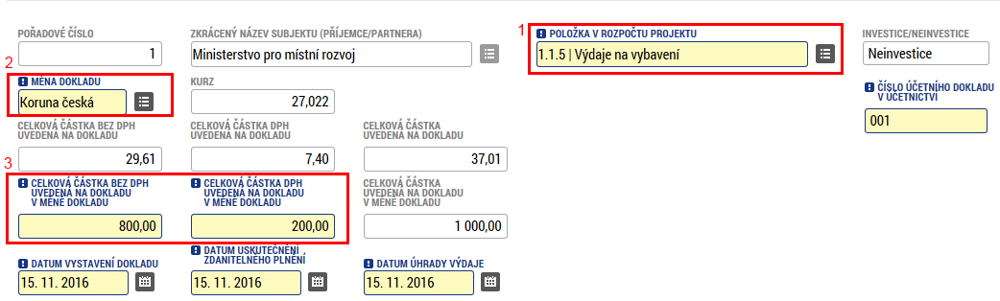 POŘADOVÉ ČÍSLO
1
ZKRÁCENÝ NÁZEV SUBJEKTU (PŘÍJEMCE/PARTNERA)
Ministerstvo pro místní rozvoj
1
POLOŽKA V ROZPOČTU PROJEKTU
1.1.5 | Výdaje na vybavení
INVESTICE/NEINVESTICE
Neinvestice
2
MĚNA DOKLADU
Koruna česká
KURZ
27,022
ČÍSLO ÚČETNÍHO DOKLADU
V ÚČETNICTVÍ
001
CELKOVÁ ČÁSTKA BEZ DPH
UVEDENÁ NA DOKLADU
29,61
CELKOVÁ ČÁSTKA DPH
UVEDENÁ NA DOKLADU
7,40
CELKOVÁ ČÁSTKA
UVEDENÁ NA DOKLADU
37,01
3
CELKOVÁ ČÁSTKA BEZ DPH
UVEDENÁ NA DOKLADU
V MĚNĚ DOKLADU
800,00
CELKOVÁ ČÁSTKA DPH
UVEDENÁ NA DOKLADU
V MĚNĚ DOKLADU
200,00
CELKOVÁ ČÁSTKA
UVEDENÁ NA DOKLADU
V MĚNĚ DOKLADU
1 000,00
DATUM VYSTAVENÍ DOKLADU
15. 11. 2016
DATUM USKUTEČNĚNÍ
ZDANITELNÉHO PLNĚNÍ
15. 11. 2016
DATUM ÚHRADY VÝDAJE
15. 11. 2016